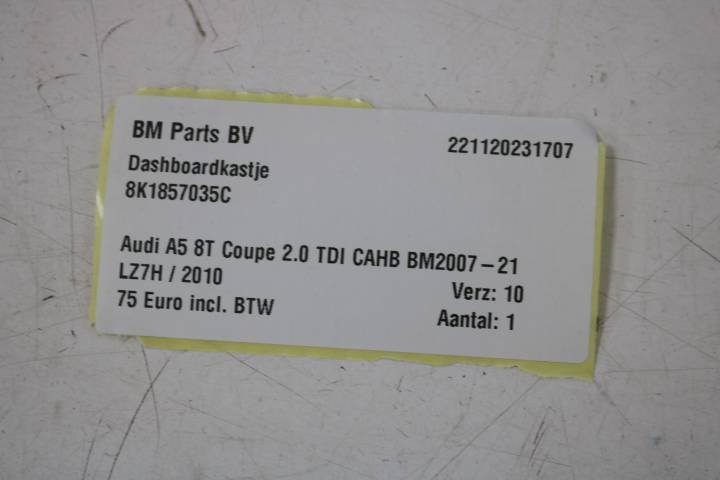 BM Parts BV
221120231707
Dashboardkastje
8K1857035C
Audi A5 8T Coupe 2.0 TDI CAHB BM2007-21
LZ7H / 2010
Verz: 10
75 Euro incl. BTW
Aantal: 1